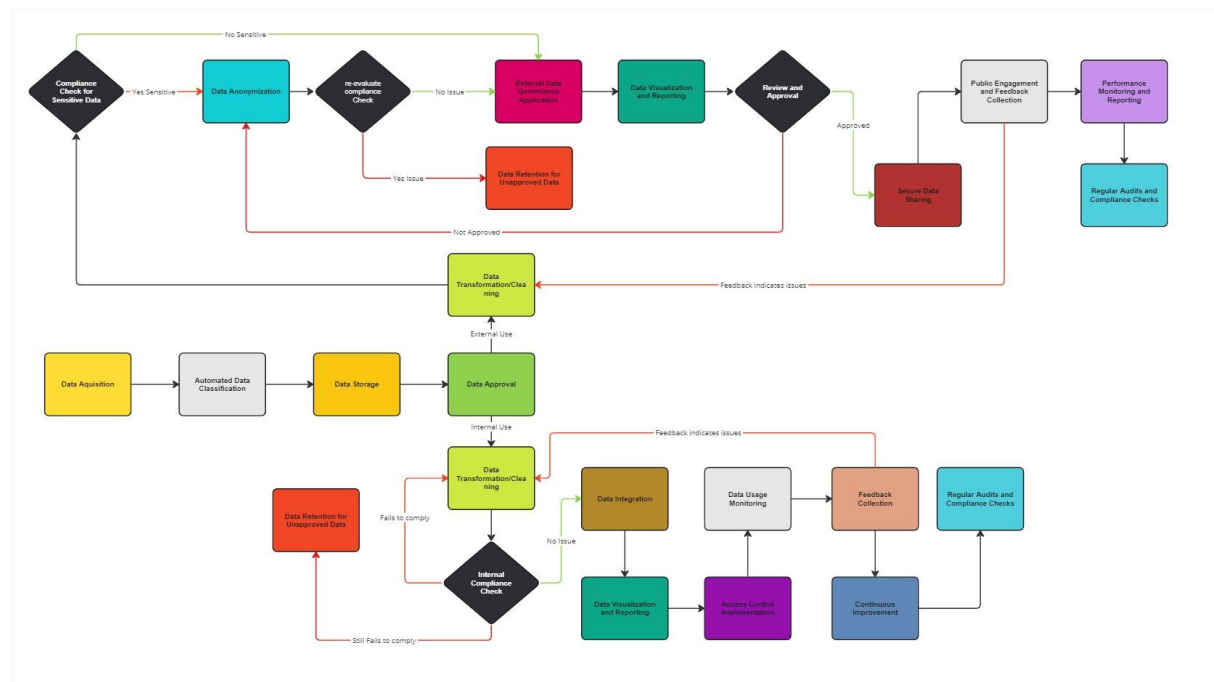 No Sensitive
Compliance
Check for
Sensitive Data
Yes Sensitive
Data Anonymization
re-evaluate
compliance
Check
No Issue
External Data
Governance
Application
Data Visualization
and Reporting
Review and
Approval
Approved
Public Engagement
and Feedback
Collection
Performance
Monitoring and
Reporting
Yes Issue
Data Retention for
Unapproved Data
Secure Data
Sharing
Regular Audits and
Compliance Checks
Not Approved
Data
Transformation/Clea
ning
Feedback indicates issues
External Use
Data Aquisition
Automated Data
Classification
Data Storage
Data Approval
Internal Use
Feedback indicates issues
Data
Transformation/Clea
ning
Data Retention for
Unapproved Data
Fails to comply
Data Integration
Data Usage
Monitoring
Feedback
Collection
Regular Audits and
Compliance Checks
No Issue
Internal
Compliance
Check
Data Visualization
and Reporting
Access Control
Implementation
Continuous
Improvement
Still Fails to comply